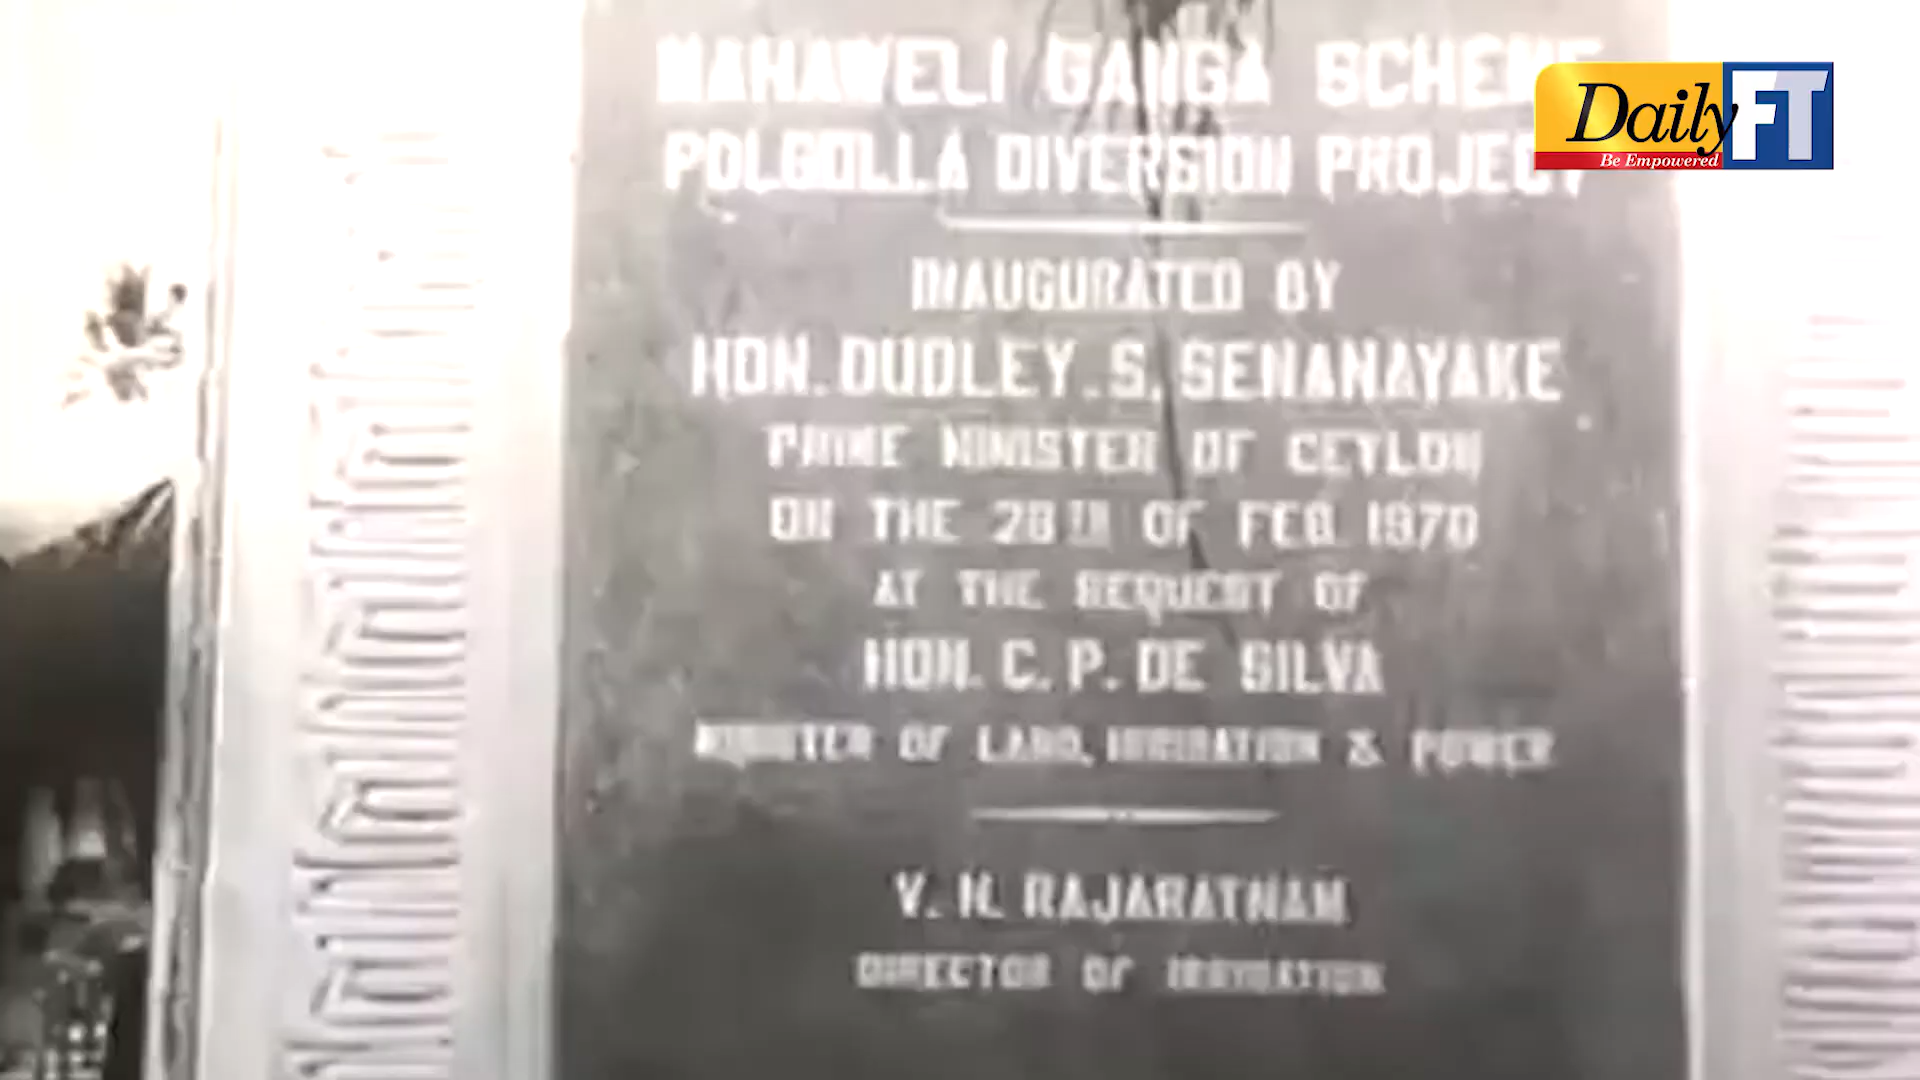 MAHAWELI GANGA SCHEME
POLGOLLA DIVERSION PROJECT
INAUGURATED BY
HON. DUDLEY. S. SENANAYAKE
PRIME MINISTER OF CEYLON
ON THE 28TH OF FEB. 1970
AT THE REQUEST OF
HON. C. P. DE SILVA
MINISTER OF LAND, IRRIGATION & POWER
V. N. RAJARATNAM
DIRECTOR OF IRRIGATION
Daily FT
Be Empowered